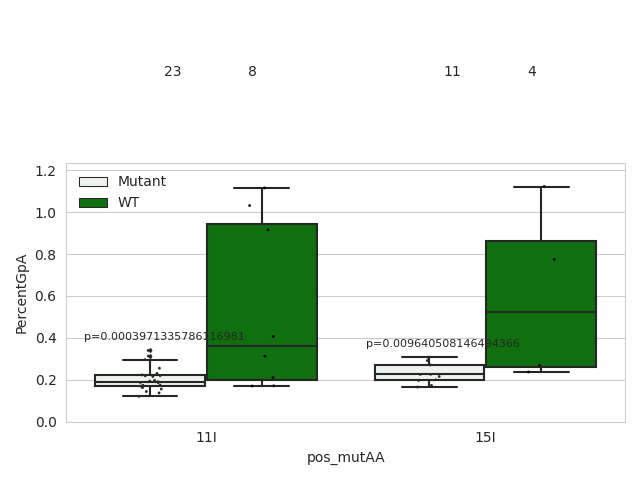 23 8 11 4
1.2
Mutant
WT
1.0
0.8
0.6
0.4
0.2
0.0
PercentGpA
p=0.0003971335786116981
p=0.009640508146494366
11I 15I
pos_mutAA